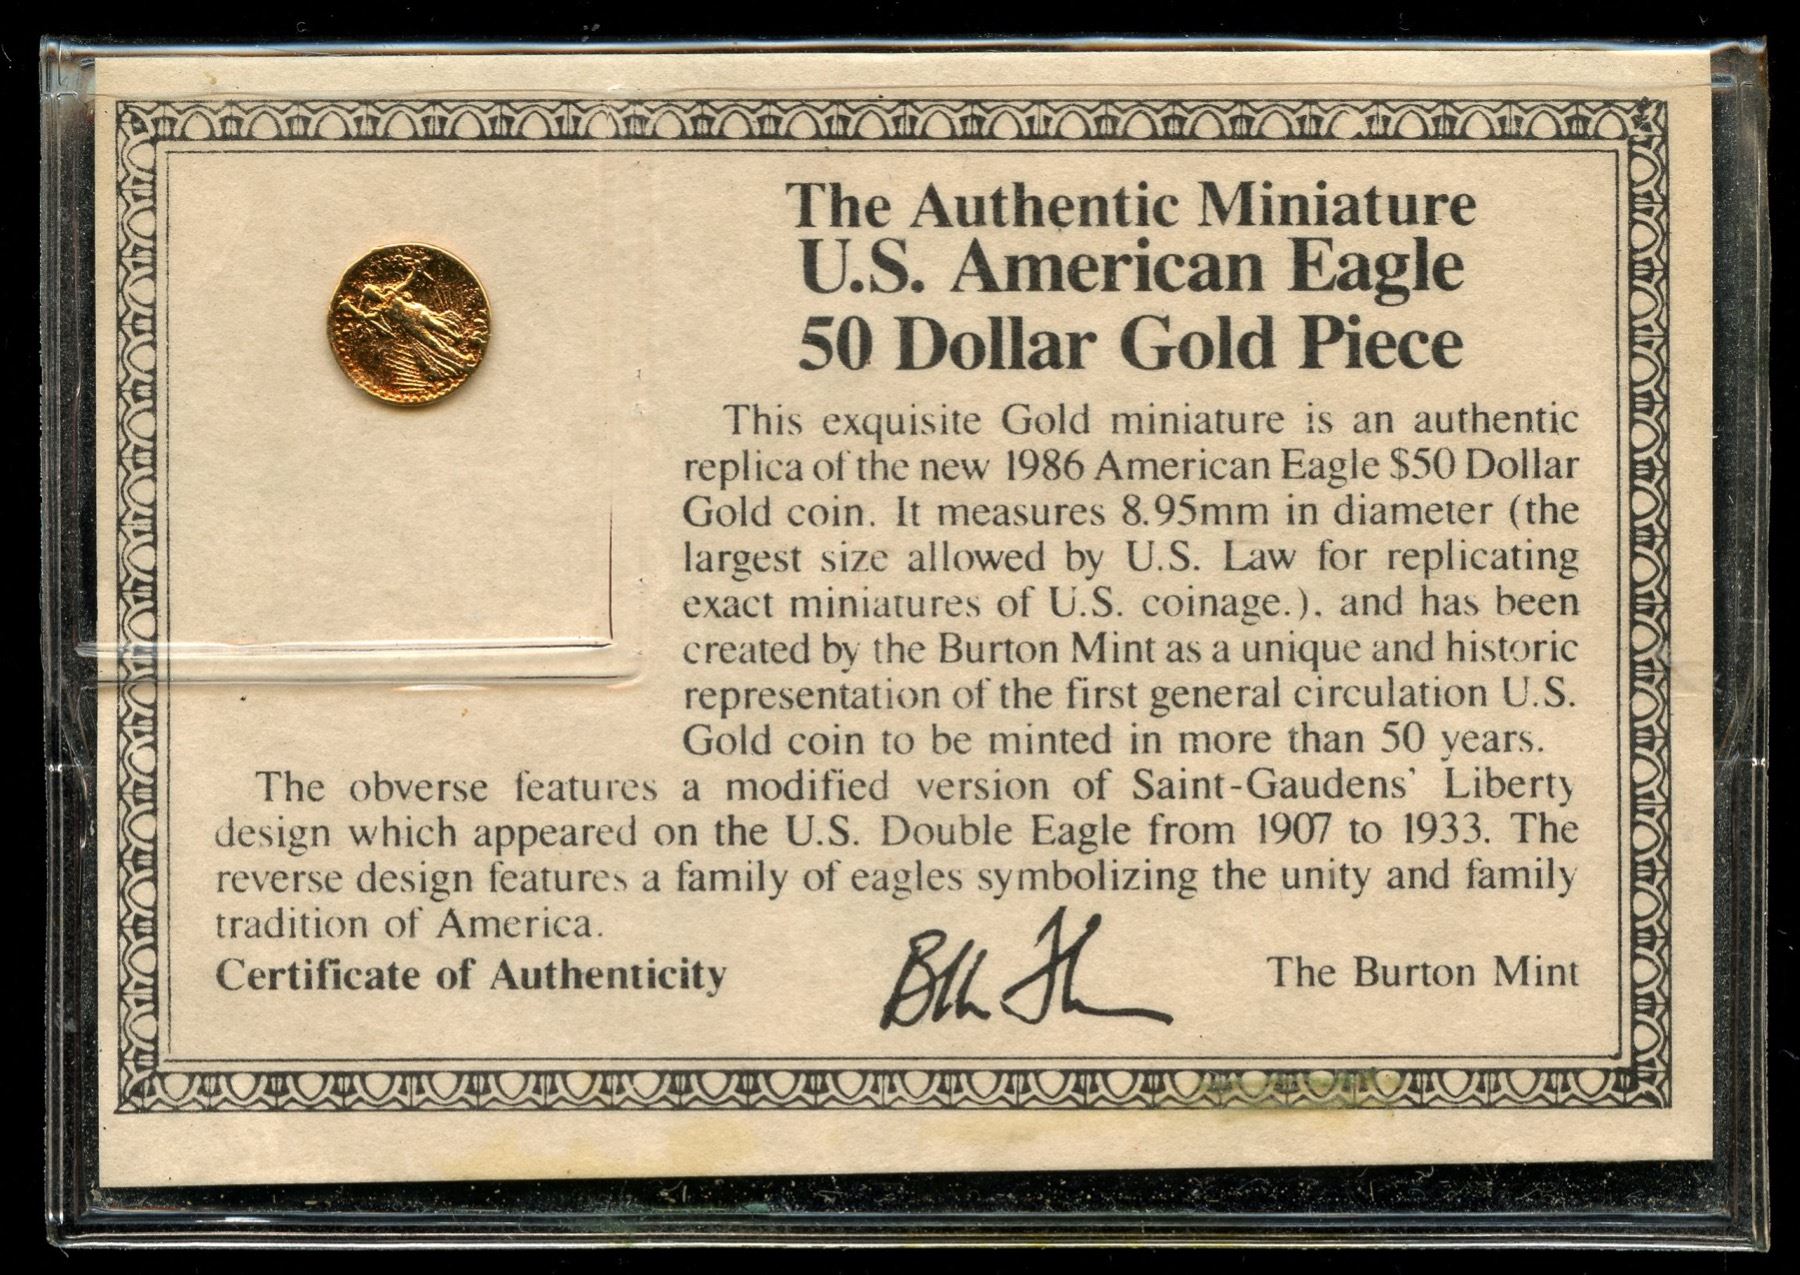 The Authentic Miniature
U.S. American Eagle
50 Dollar Gold Piece
This exquisite Gold miniature is an authentic
replica of the new 1986 American Eagle $50 Dollar
Gold coin. It measures 8.95mm in diameter (the
largest size allowed by U.S. Law for replicating
exact miniatures of U.S. coinage.), and has been
created by the Burton Mint as a unique and historic
representation of the first general circulation U.S.
Gold coin to be minted in more than 50 years.
The obverse features a modified version of Saint-Gaudens' Liberty
design which appeared on the U.S. Double Eagle from 1907 to 1933. The
reverse design features a family of eagles symbolizing the unity and family
tradition of America.
Certificate of Authenticity The Burton Mint